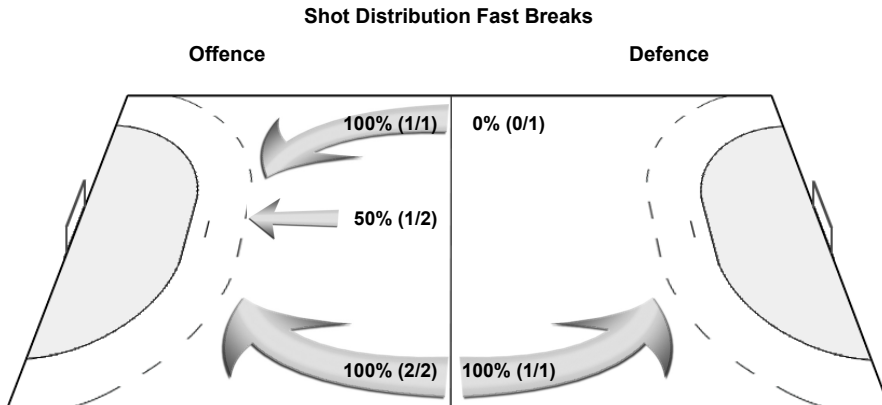 Shot Distribution Fast Breaks
Offence
Defence
100% (1/1)
0% (0/1)
50% (1/2)
100% (2/2)
100% (1/1)